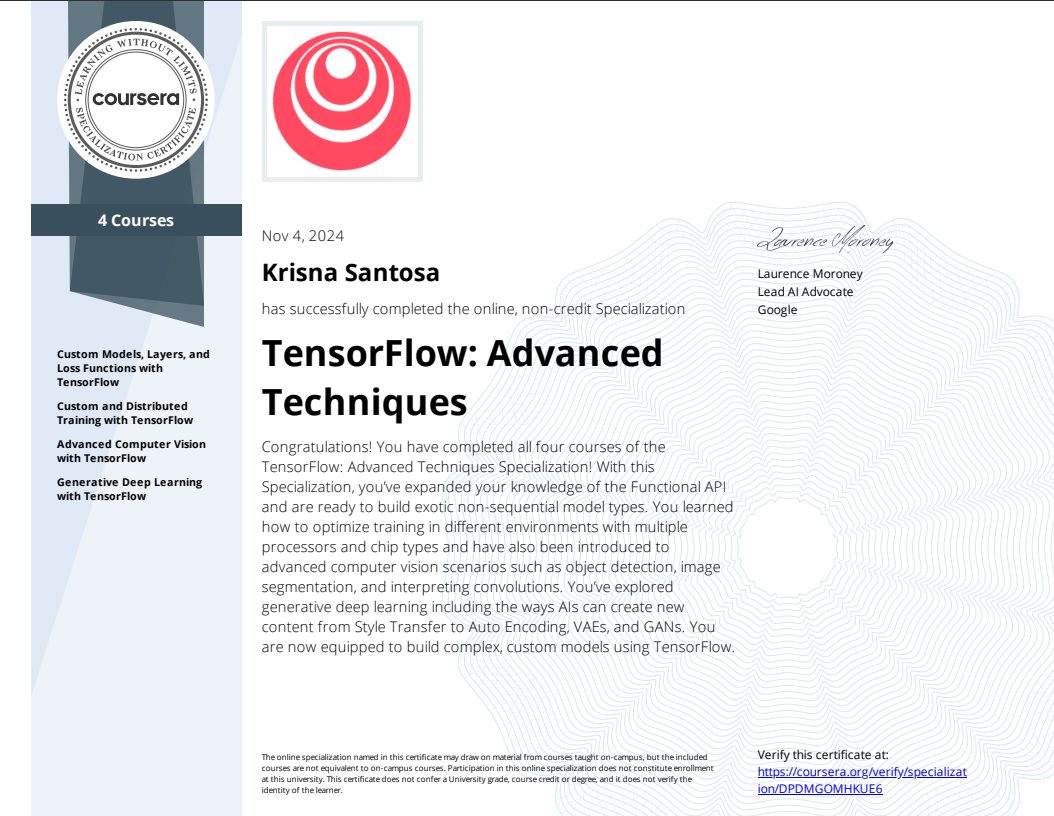 LEARNING WITHOUT LIMITS
coursera
SPECIALIZATION CERTIFICATE
4 Courses
Custom Models, Layers, and
Loss Functions with
TensorFlow
Custom and Distributed
Training with TensorFlow
Advanced Computer Vision
with TensorFlow
Generative Deep Learning
with TensorFlow
Nov 4, 2024
Krisna Santosa
has successfully completed the online, non-credit Specialization
TensorFlow: Advanced
Techniques
Congratulations! You have completed all four courses of the
TensorFlow: Advanced Techniques Specialization! With this
Specialization, you’ve expanded your knowledge of the Functional API
and are ready to build exotic non-sequential model types. You learned
how to optimize training in different environments with multiple
processors and chip types and have also been introduced to
advanced computer vision scenarios such as object detection, image
segmentation, and interpreting convolutions. You’ve explored
generative deep learning including the ways AIs can create new
content from Style Transfer to Auto Encoding, VAEs, and GANs. You
are now equipped to build complex, custom models using TensorFlow.
Laurence Moroney
Laurence Moroney
Lead AI Advocate
Google
The online specialization named in this certificate may draw on material from courses taught on-campus, but the included
courses are not equivalent to on-campus courses. Participation in this online specialization does not constitute enrollment
at this university. This certificate does not confer a University grade, course credit or degree, and it does not verify the
identity of the learner.
Verify this certificate at:
https://coursera.org/verify/specializat
ion/DPDMGOMHKUE6